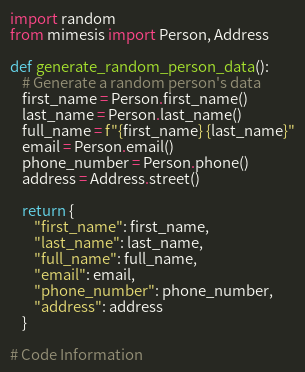 import random
from mimesis import Person, Address

def generate_random_person_data():
    # Generate a random person's data
    first_name = Person.first_name()
    last_name = Person.last_name()
    full_name = f"{first_name} {last_name}"
    email = Person.email()
    phone_number = Person.phone()
    address = Address.street()

    return {
        "first_name": first_name,
        "last_name": last_name,
        "full_name": full_name,
        "email": email,
        "phone_number": phone_number,
        "address": address
    }

# Code Information